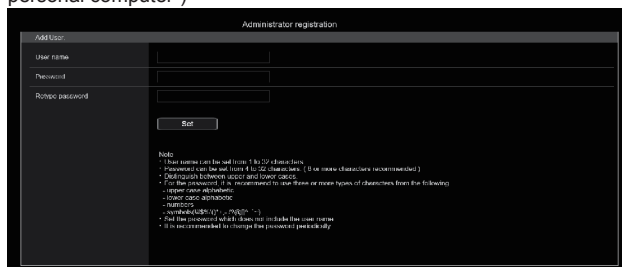 personal computer")
Administrator registration
Add User.
User name
Password
Retype password
Set
Note
・User name can be set from 1 to 32 characters
・Password can be set from 4 to 32 characters. ( 8 or more characters recommended )
・Distinguish between upper and lower cases.
・For the password, it is recommend to use three or more types of characters from the following
- upper case alphabetic
- lower case alphabetic
- numbers
- symbols
・Set the password which does not include the user name
・It is recommended to change the password periodically